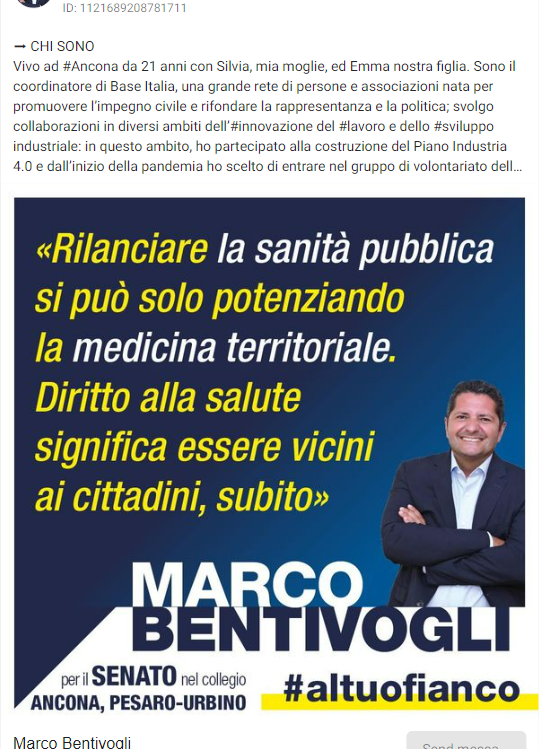 ID: 1121689208781711
➞ CHI SONO
Vivo ad #Ancona da 21 anni con Silvia, mia moglie, ed Emma nostra figlia. Sono il
coordinatore di Base Italia, una grande rete di persone e associazioni nata per
promuovere l'impegno civile e rifondare la rappresentanza e la politica; svolgo
collaborazioni in diversi ambiti dell'#innovazione del #lavoro e dello #sviluppo
industriale: in questo ambito, ho partecipato alla costruzione del Piano Industria
4.0 e dall'inizio della pandemia ho scelto di entrare nel gruppo di volontariato dell...
«Rilanciare la sanità pubblica
si può solo potenziando
la medicina territoriale.
Diritto alla salute
significa essere vicini
ai cittadini, subito»
MARCO
BENTIVOGLI
per il SENATO nel collegio
ANCONA, PESARO-URBINO
#altuofianco
Marco Bentivogli
Send messa